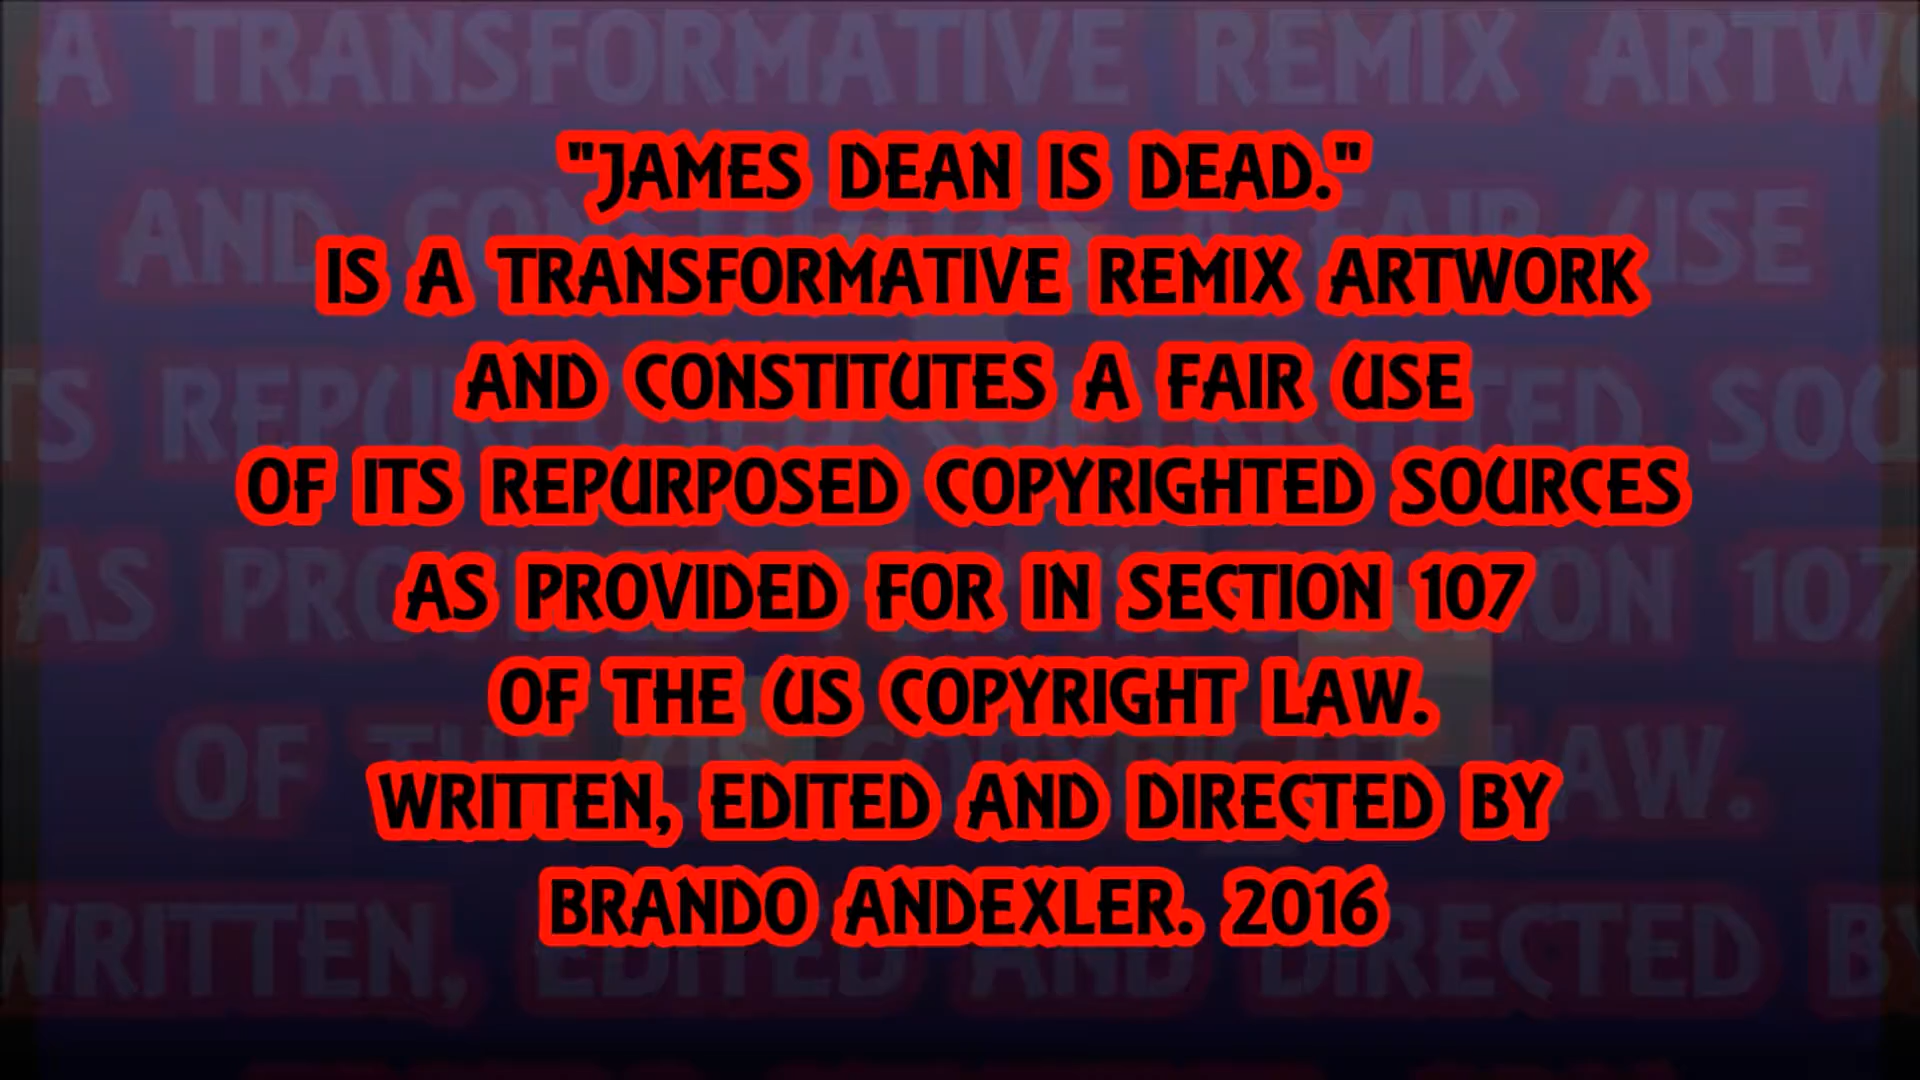 "JAMES DEAN IS DEAD."
IS A TRANSFORMATIVE REMIX ARTWORK
AND CONSTITUTES A FAIR USE
OF ITS REPURPOSED COPYRIGHTED SOURCES
AS PROVIDED FOR IN SECTION 107
OF THE US COPYRIGHT LAW.
WRITTEN, EDITED AND DIRECTED BY
BRANDO ANDEXLER. 2016